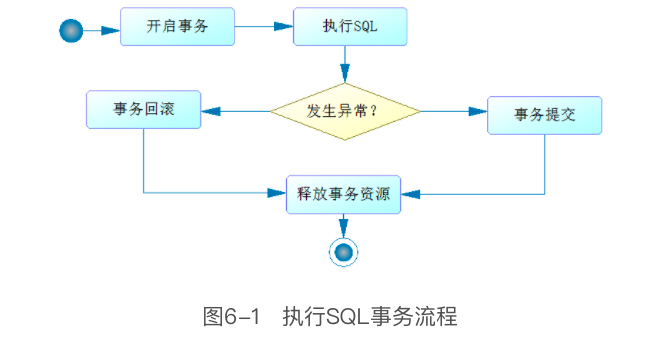 开启事务
执行SQL
事务回滚
发生异常？
事务提交
释放事务资源
图6-1 执行SQL事务流程